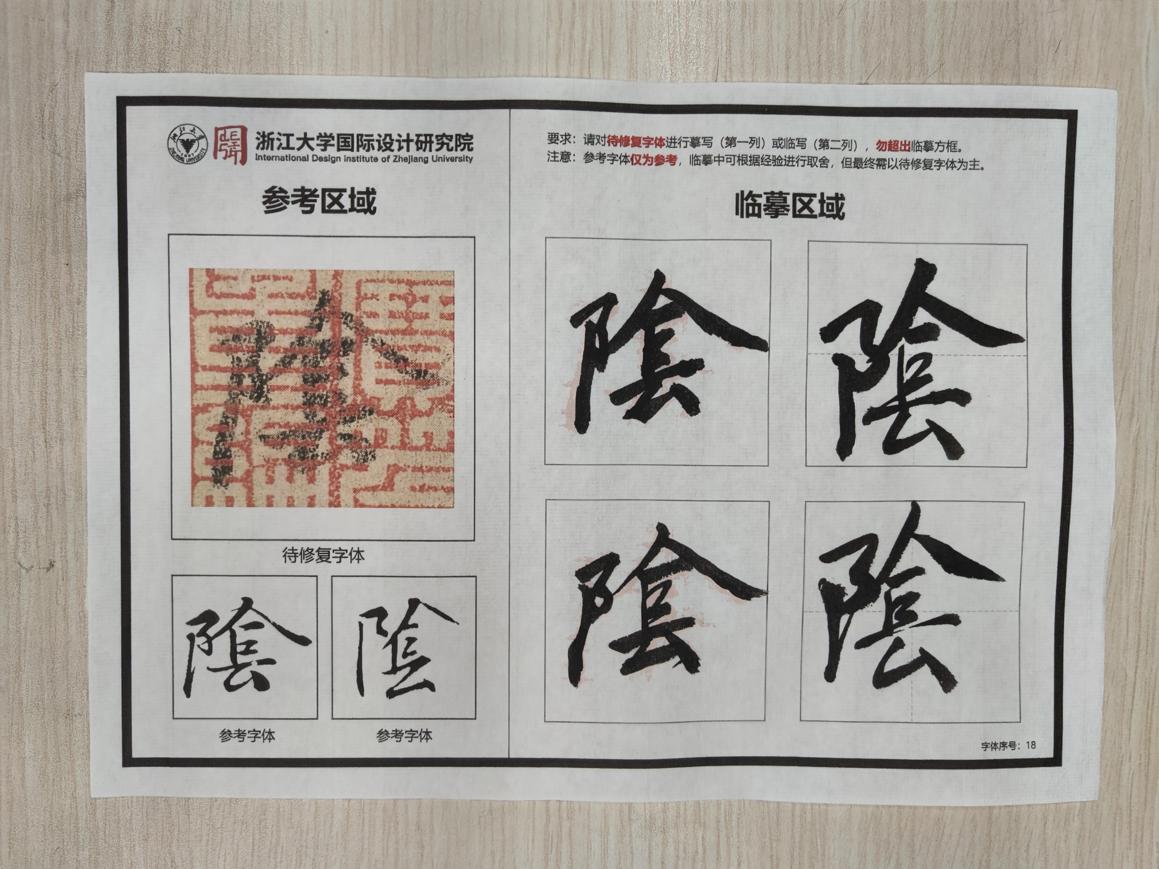 浙江大学国际设计研究院
International Design Institute of Zhejiang University
参考区域
陰
待修复字体
陰
陰
参考字体
参考字体
要求：请对待修复字体进行摹写（第一列）或临写（第二列），勿超出临摹方框。
注意：参考字体仅为参考，临摹中可根据经验进行取舍，但最终需以待修复字体为主。
临摹区域
陰
陰
陰
陰
字体序号：18